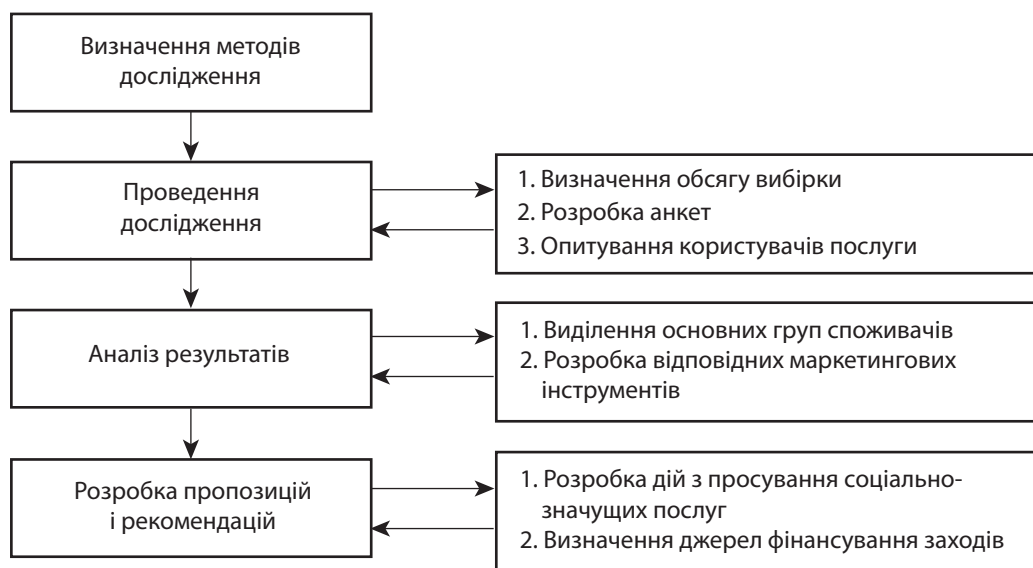 Визначення методів
дослідження
Проведення
дослідження
1. Визначення обсягу вибірки
2. Розробка анкет
3. Опитування користувачів послуги
Аналіз результатів
1. Виділення основних груп споживачів
2. Розробка відповідних маркетингових
інструментів
Розробка пропозицій
і рекомендацій
1. Розробка дій з просування соціально-
значущих послуг
2. Визначення джерел фінансування заходів